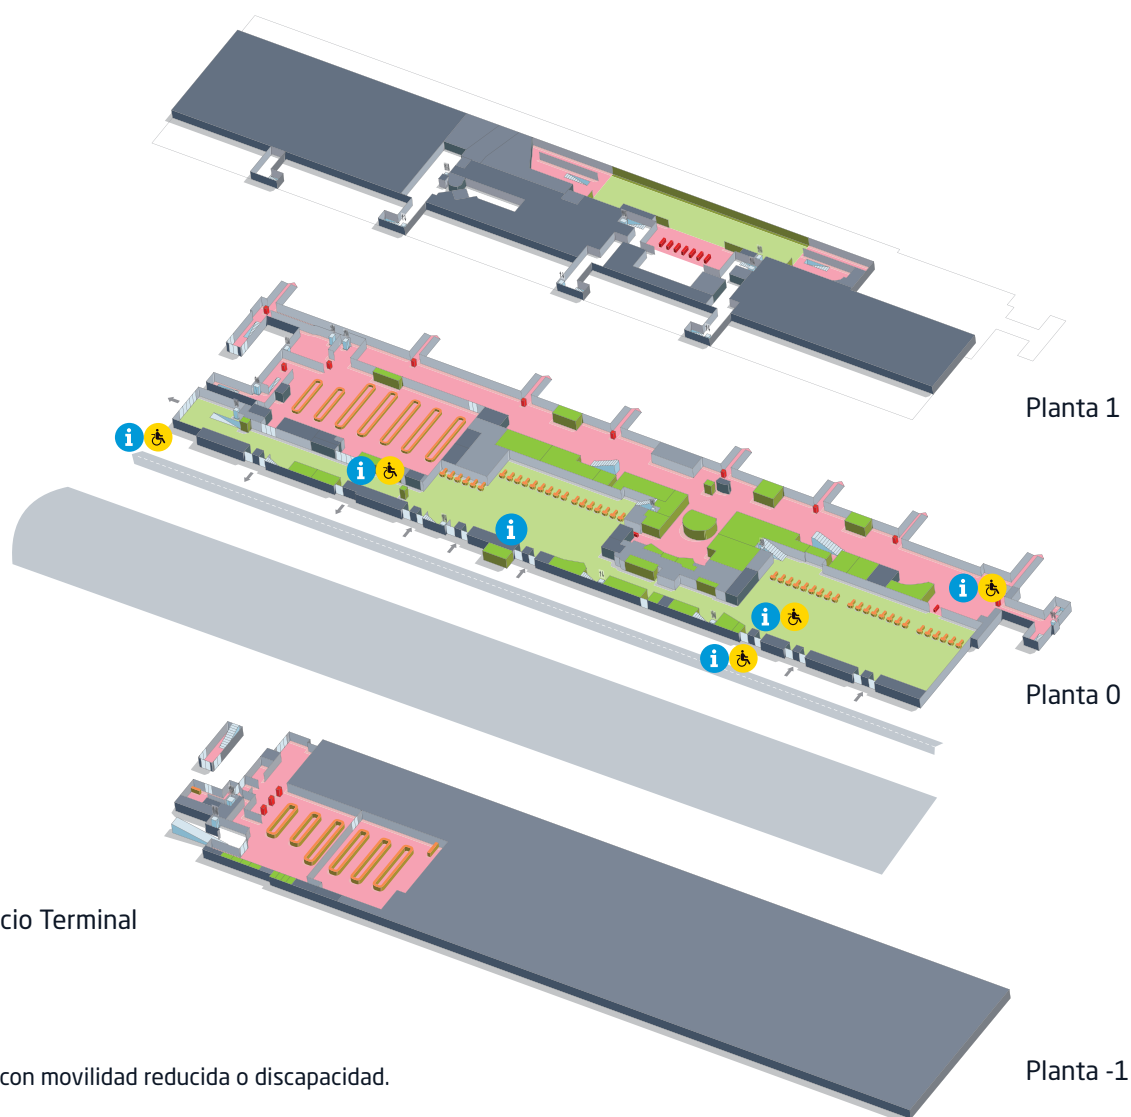 Planta 1
i
i
i
i
i
i
Planta 0
cio Terminal
con movilidad reducida o discapacidad.
Planta -1